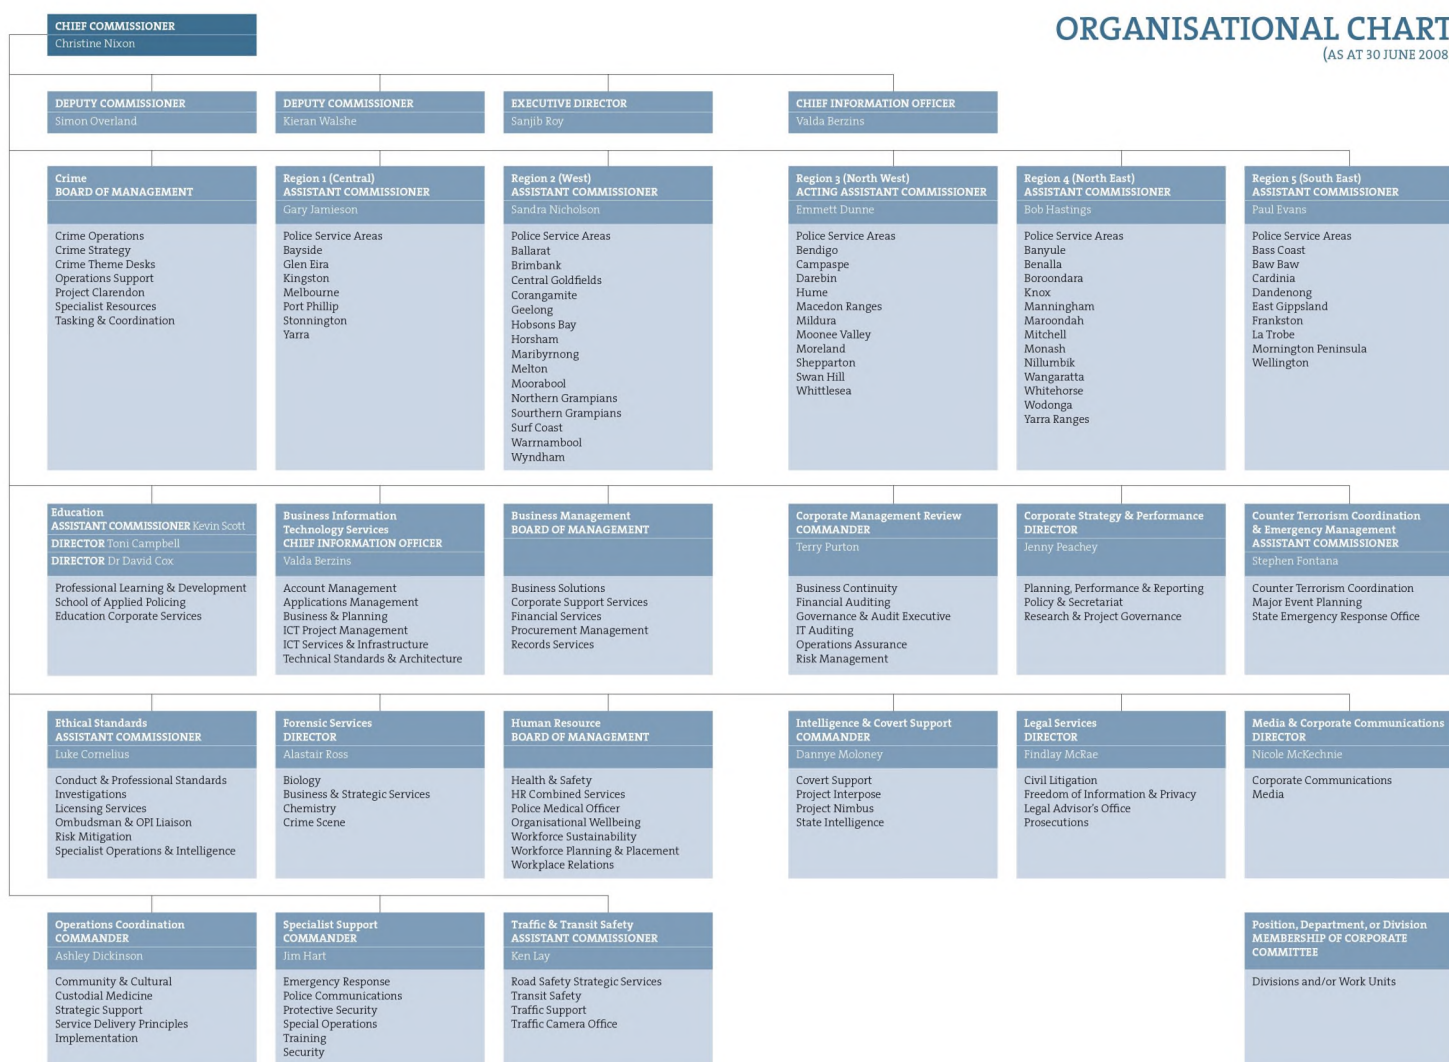 ORGANISATIONAL CHART
(AS AT 30 JUNE 2008
CHIEF COMMISSIONER
Christine Nixon
DEPUTY COMMISSIONER
Simon Overland
DEPUTY COMMISSIONER
Kieran Walshe
EXECUTIVE DIRECTOR
Sanjib Roy
CHIEF INFORMATION OFFICER
Valda Berzins
Crime
BOARD OF MANAGEMENT
Crime Operations
Crime Strategy
Crime Theme Desks
Operations Support
Project Clarendon
Specialist Resources
Tasking & Coordination
Region 1 (Central)
ASSISTANT COMMISSIONER
Gary Jamieson
Police Service Areas
Bayside
Glen Eira
Kingston
Melbourne
Port Phillip
Stonnington
Yarra
Region 2 (West)
ASSISTANT COMMISSIONER
Sandra Nicholson
Police Service Areas
Ballarat
Brimbank
Central Goldfields
Corangamite
Geelong
Hobsons Bay
Horsham
Maribyrnong
Melton
Moorabool
Northern Grampians
Sourthern Grampians
Surf Coast
Warrnambool
Wyndham
Region 3 (North West)
ACTING ASSISTANT COMMISSIONER
Emmett Dunne
Police Service Areas
Bendigo
Campaspe
Darebin
Hume
Macedon Ranges
Mildura
Moonee Valley
Moreland
Shepparton
Swan Hill
Whittlesea
Region 4 (North East)
ASSISTANT COMMISSIONER
Bob Hastings
Police Service Areas
Banyule
Benalla
Boroondara
Knox
Manningham
Maroondah
Mitchell
Monash
Nillumbik
Wangaratta
Whitehorse
Wodonga
Yarra Ranges
Region 5 (South East)
ASSISTANT COMMISSIONER
Paul Evans
Police Service Areas
Bass Coast
Baw Baw
Cardinia
Dandenong
East Gippsland
Frankston
La Trobe
Mornington Peninsula
Wellington
Education
ASSISTANT COMMISSIONER Kevin Scott
DIRECTOR Toni Campbell
DIRECTOR Dr David Cox
Professional Learning & Development
School of Applied Policing
Education Corporate Services
Business Information
Technology Services
CHIEF INFORMATION OFFICER
Valda Berzins
Account Management
Applications Management
Business & Planning
ICT Project Management
ICT Services & Infrastructure
Technical Standards & Architecture
Business Management
BOARD OF MANAGEMENT
Business Solutions
Corporate Support Services
Financial Services
Procurement Management
Records Services
Corporate Management Review
COMMANDER
Terry Purton
Business Continuity
Financial Auditing
Governance & Audit Executive
IT Auditing
Operations Assurance
Risk Management
Corporate Strategy & Performance
DIRECTOR
Jenny Peachey
Planning, Performance & Reporting
Policy & Secretariat
Research & Project Governance
Counter Terrorism Coordination
& Emergency Management
ASSISTANT COMMISSIONER
Stephen Fontana
Counter Terrorism Coordination
Major Event Planning
State Emergency Response Office
Ethical Standards
ASSISTANT COMMISSIONER
Luke Cornelius
Conduct & Professional Standards
Investigations
Licensing Services
Ombudsman & OPI Liaison
Risk Mitigation
Specialist Operations & Intelligence
Forensic Services
DIRECTOR
Alastair Ross
Biology
Business & Strategic Services
Chemistry
Crime Scene
Human Resource
BOARD OF MANAGEMENT
Health & Safety
HR Combined Services
Police Medical Officer
Organisational Wellbeing
Workforce Sustainability
Workforce Planning & Placement
Workplace Relations
Intelligence & Covert Support
COMMANDER
Dannye Moloney
Covert Support
Project Interpose
Project Nimbus
State Intelligence
Legal Services
DIRECTOR
Findlay McRae
Civil Litigation
Freedom of Information & Privacy
Legal Advisor's Office
Prosecutions
Media & Corporate Communications
DIRECTOR
Nicole McKechnie
Corporate Communications
Media
Operations Coordination
COMMANDER
Ashley Dickinson
Community & Cultural
Custodial Medicine
Strategic Support
Service Delivery Principles
Implementation
Specialist Support
COMMANDER
Jim Hart
Emergency Response
Police Communications
Protective Security
Special Operations
Training
Security
Traffic & Transit Safety
ASSISTANT COMMISSIONER
Ken Lay
Road Safety Strategic Services
Transit Safety
Traffic Support
Traffic Camera Office
Position, Department, or Division
MEMBERSHIP OF CORPORATE
COMMITTEE
Divisions and/or Work Units